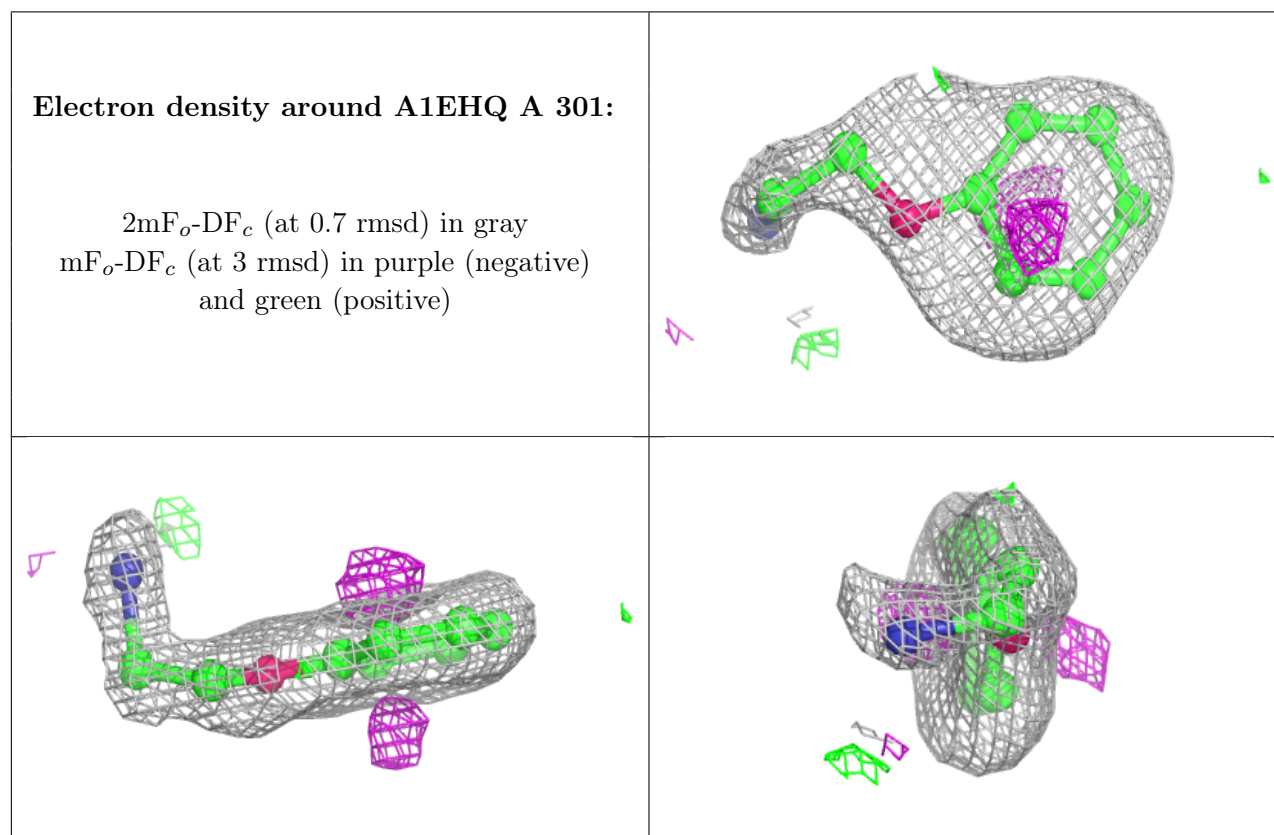 Electron density around A1EHQ A 301:
2mFo-DFc (at 0.7 rmsd) in gray
mFo-DFc (at 3 rmsd) in purple (negative)
and green (positive)